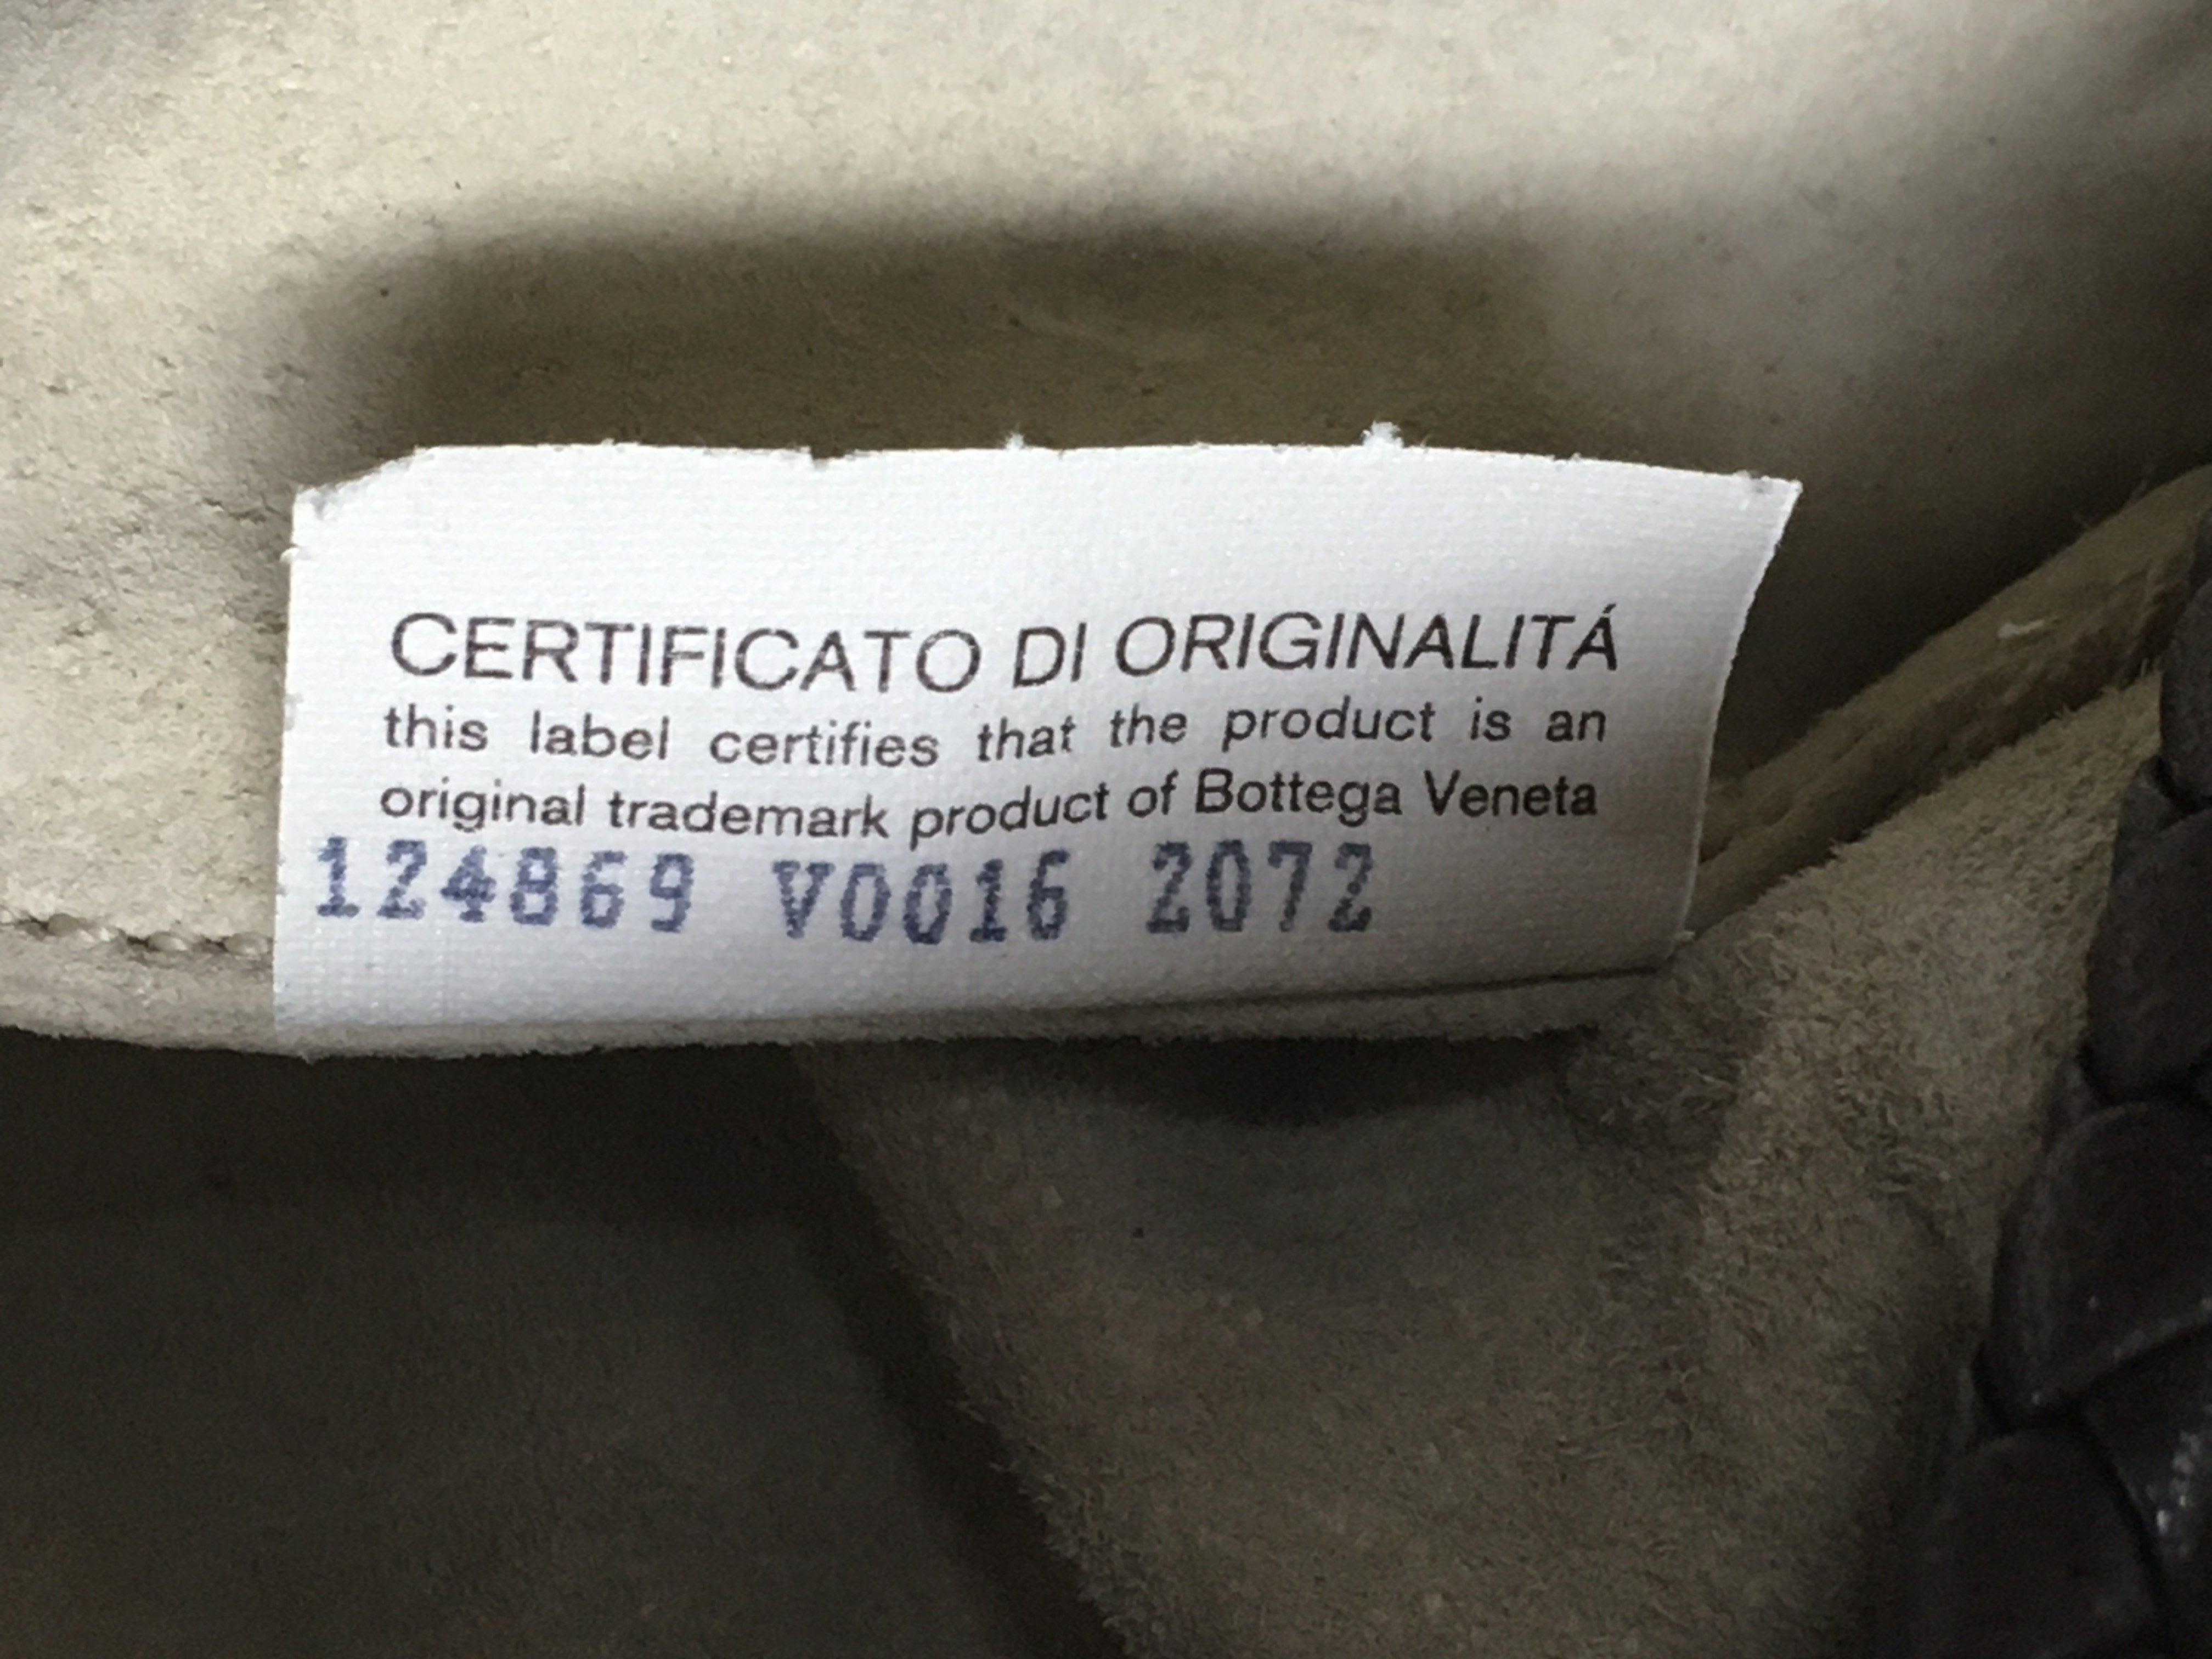 CERTIFICATO DI ORIGINALITÁ
this label certifies that the product is an
original trademark product of Bottega Veneta
124869 V0016 2072